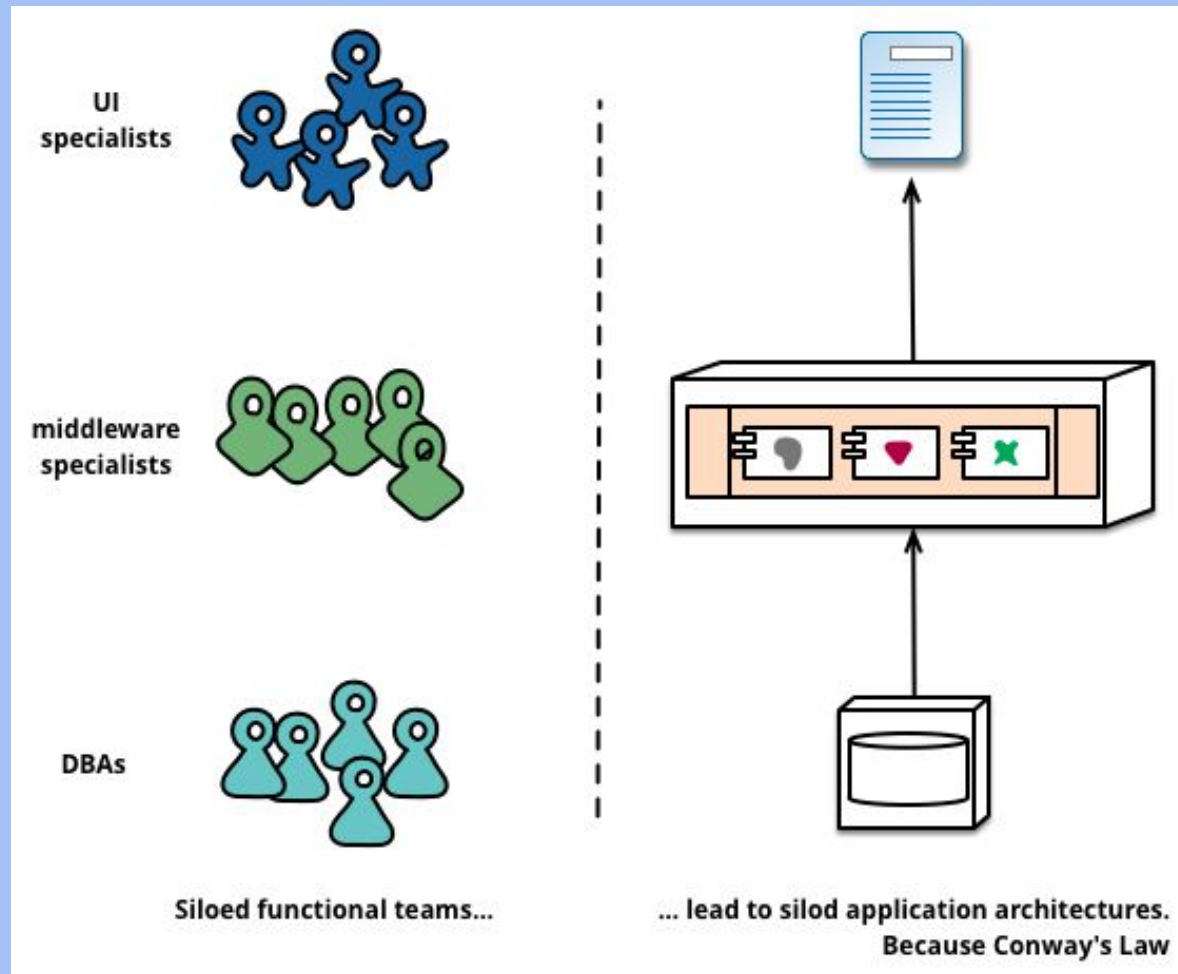 UI
specialists
middleware
specialists
DBAs
Siloed functional teams...
... lead to silod application architectures.
Because Conway's Law